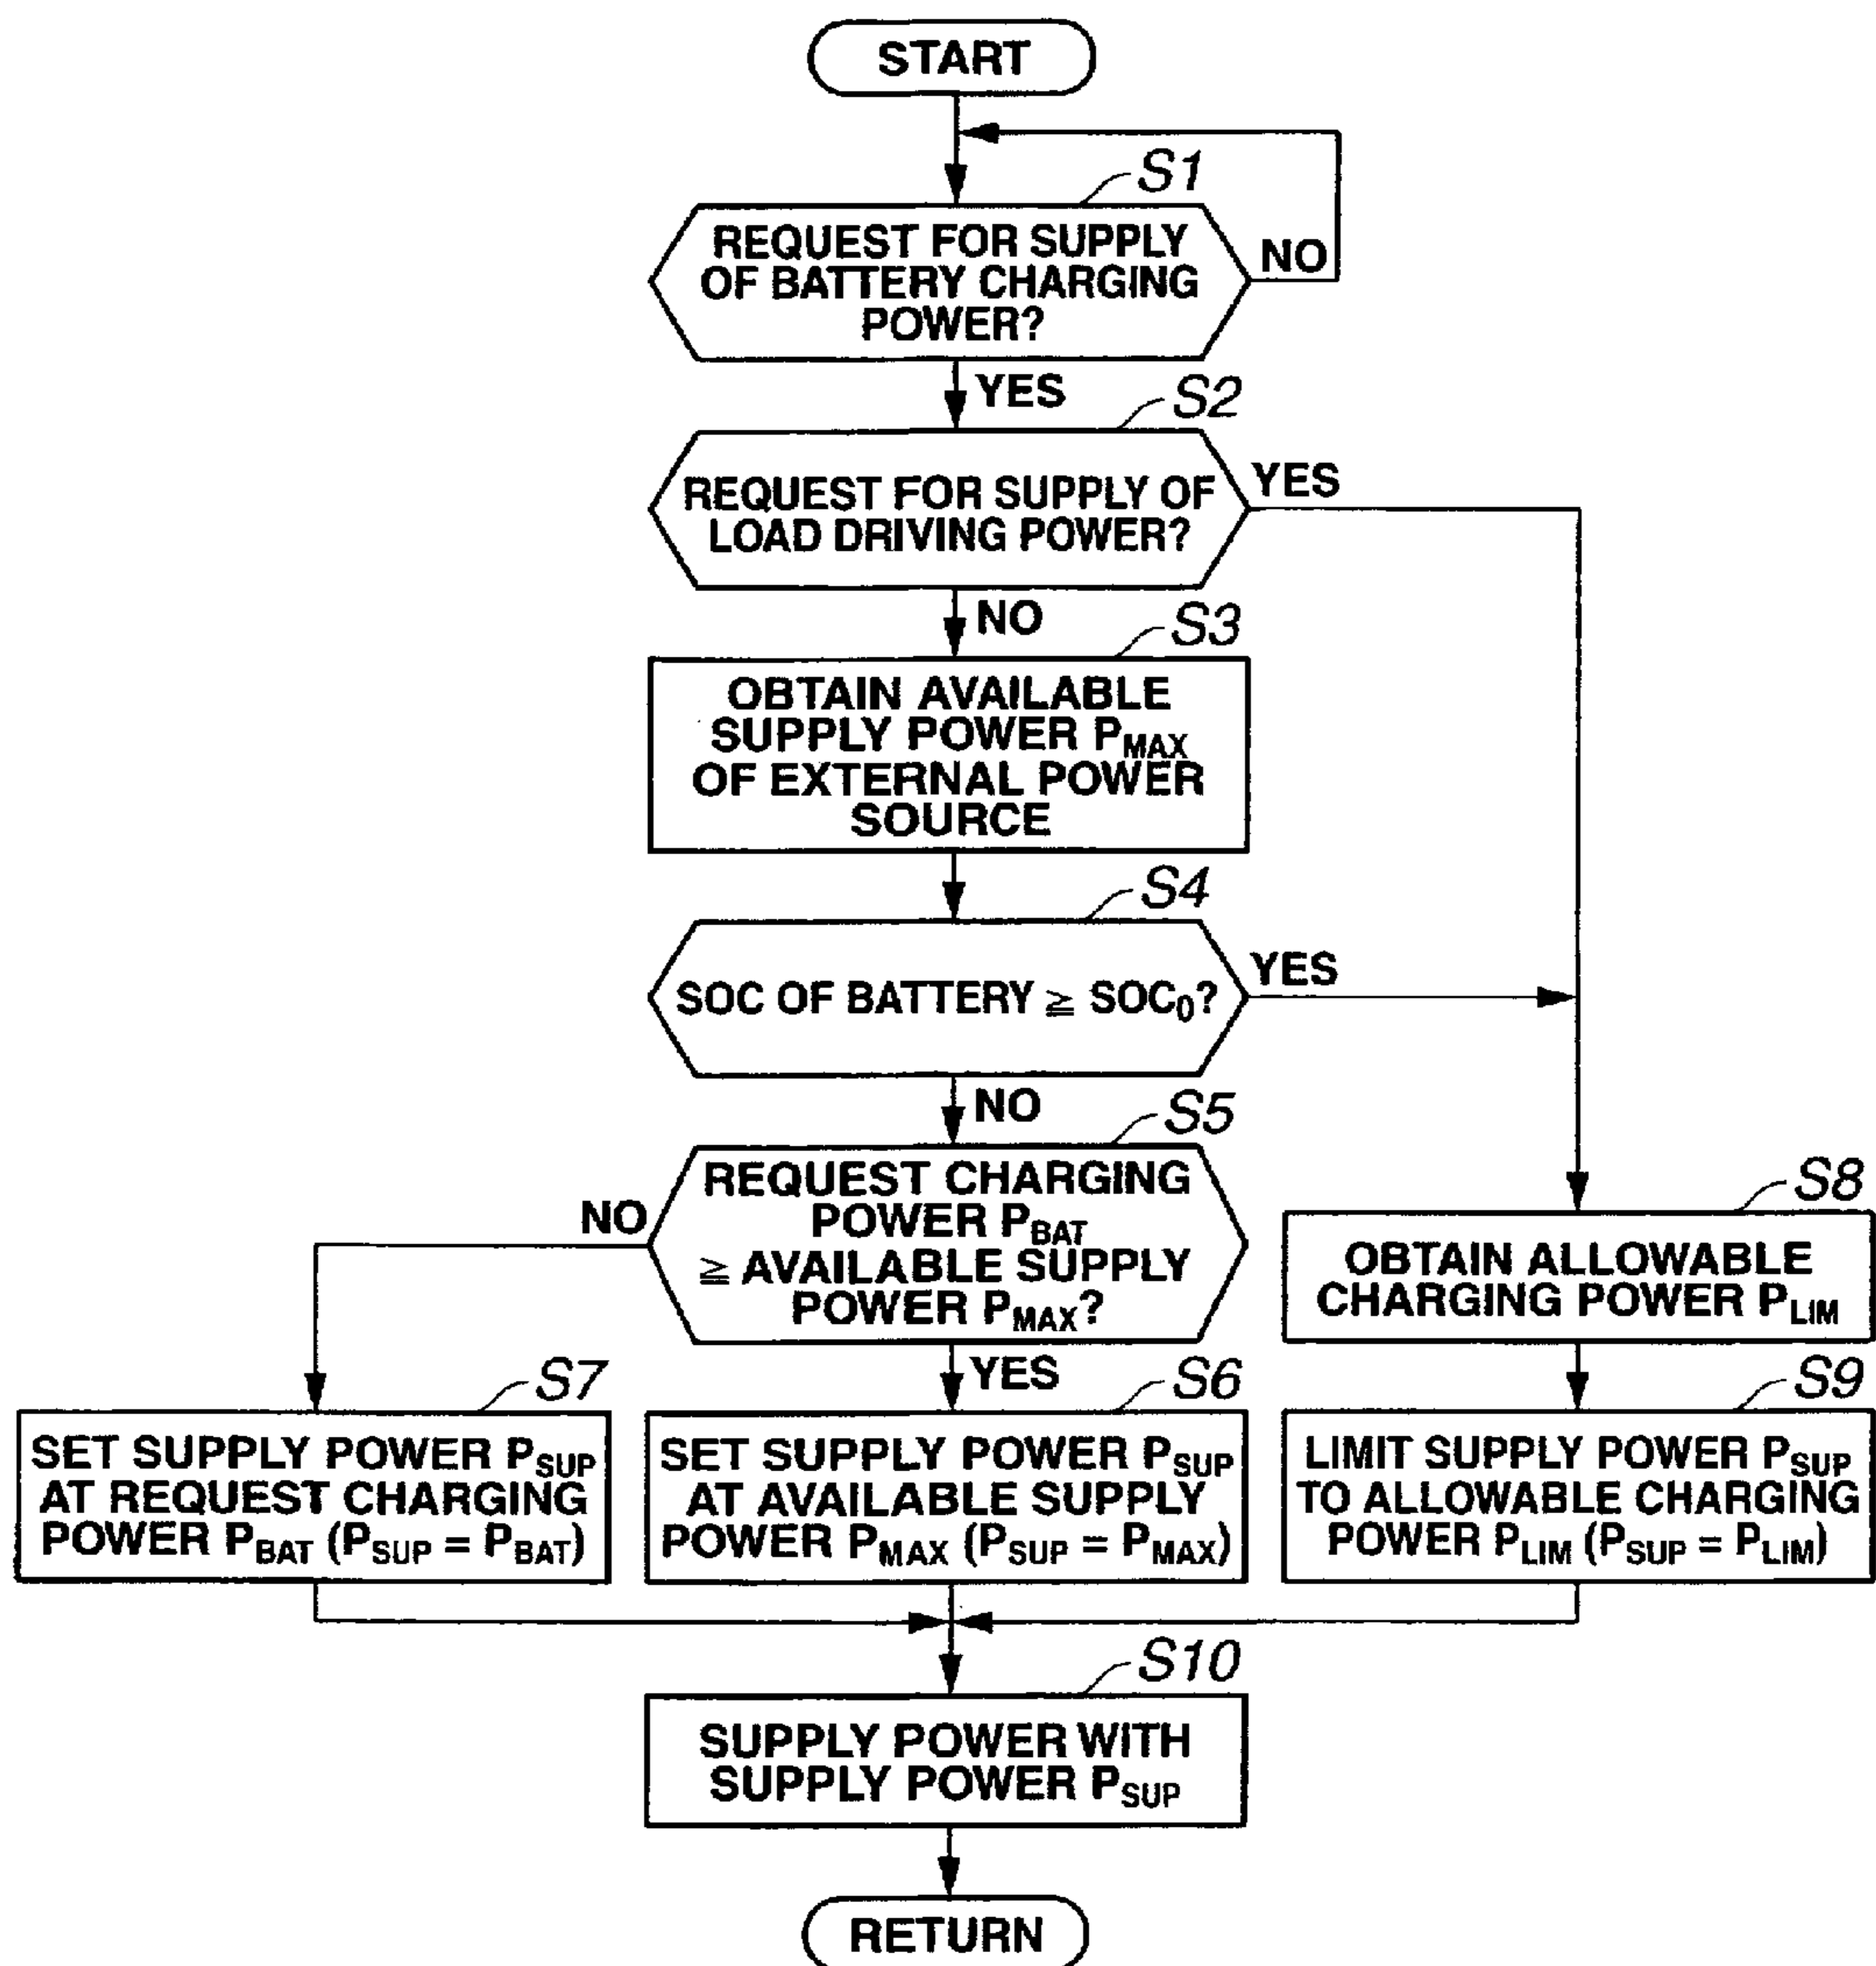 START
S1
REQUEST FOR SUPPLY
OF BATTERY CHARGING
POWER?
NO
YES
S2
REQUEST FOR SUPPLY OF
LOAD DRIVING POWER?
YES
NO
S3
OBTAIN AVAILABLE
SUPPLY POWER PMAX
OF EXTERNAL POWER
SOURCE
S4
SOC OF BATTERY ≧ SOC0?
YES
NO
S5
REQUEST CHARGING
POWER PBAT
≧ AVAILABLE SUPPLY
POWER PMAX?
NO
YES
S8
OBTAIN ALLOWABLE
CHARGING POWER PLIM
S7
SET SUPPLY POWER PSUP
AT REQUEST CHARGING
POWER PBAT (PSUP = PBAT)
S6
SET SUPPLY POWER PSUP
AT AVAILABLE SUPPLY
POWER PMAX (PSUP = PMAX)
S9
LIMIT SUPPLY POWER PSUP
TO ALLOWABLE CHARGING
POWER PLIM (PSUP = PLIM)
S10
SUPPLY POWER WITH
SUPPLY POWER PSUP
RETURN